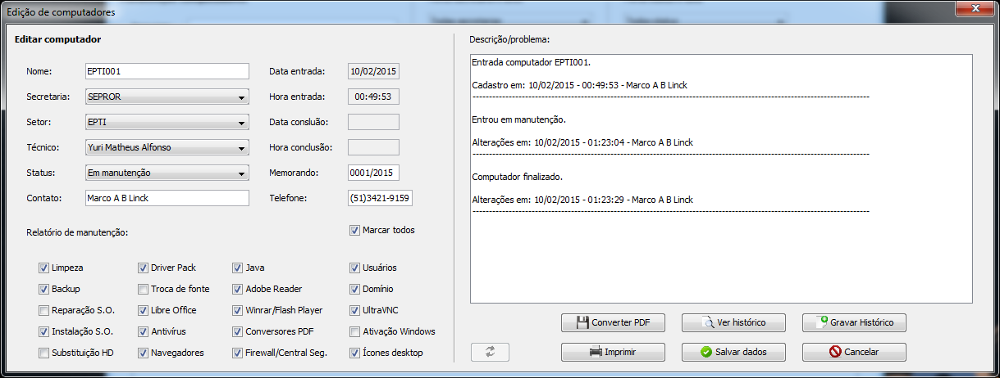 Edição de computadores
Editar computador
Nome: EPTI001 Data entrada: 10/02/2015
Secretaria: SEPROR Hora entrada: 00:49:53
Setor: EPTI Data consluão:
Técnico: Yuri Matheus Alfonso Hora conclusão:
Status: Em manutenção Memorando: 0001/2015
Contato: Marco A B Linck Telefone: (51)3421-9159
Relatório de manutenção: Marcar todos
Limpeza Driver Pack Java Usuários
Backup Troca de fonte Adobe Reader Domínio
Reparação S.O. Libre Office Winrar/Flash Player UltraVNC
Instalação S.O. Antivírus Conversores PDF Ativação Windows
Substituição HD Navegadores Firewall/Central Seg. Ícones desktop
Descrição/problema:
Entrada computador EPTI001.
Cadastro em: 10/02/2015 - 00:49:53 - Marco A B Linck
Entrou em manutenção.
Alterações em: 10/02/2015 - 01:23:04 - Marco A B Linck
Computador finalizado.
Alterações em: 10/02/2015 - 01:23:29 - Marco A B Linck
Converter PDF Ver histórico Gravar Histórico
Imprimir Salvar dados Cancelar